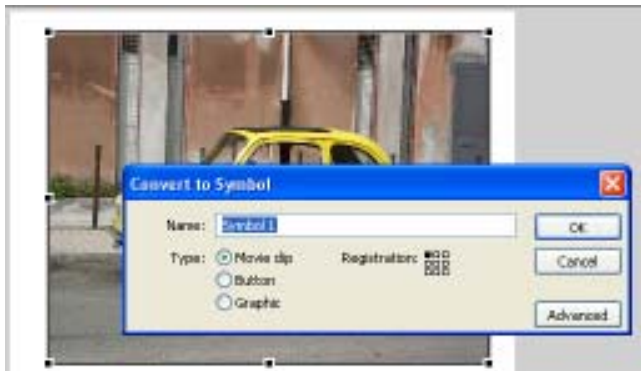 Convert to Symbol
Name: Symbol 1
OK
Type: Movie clip
Registration:
Cancel
Button
Graphic
Advanced